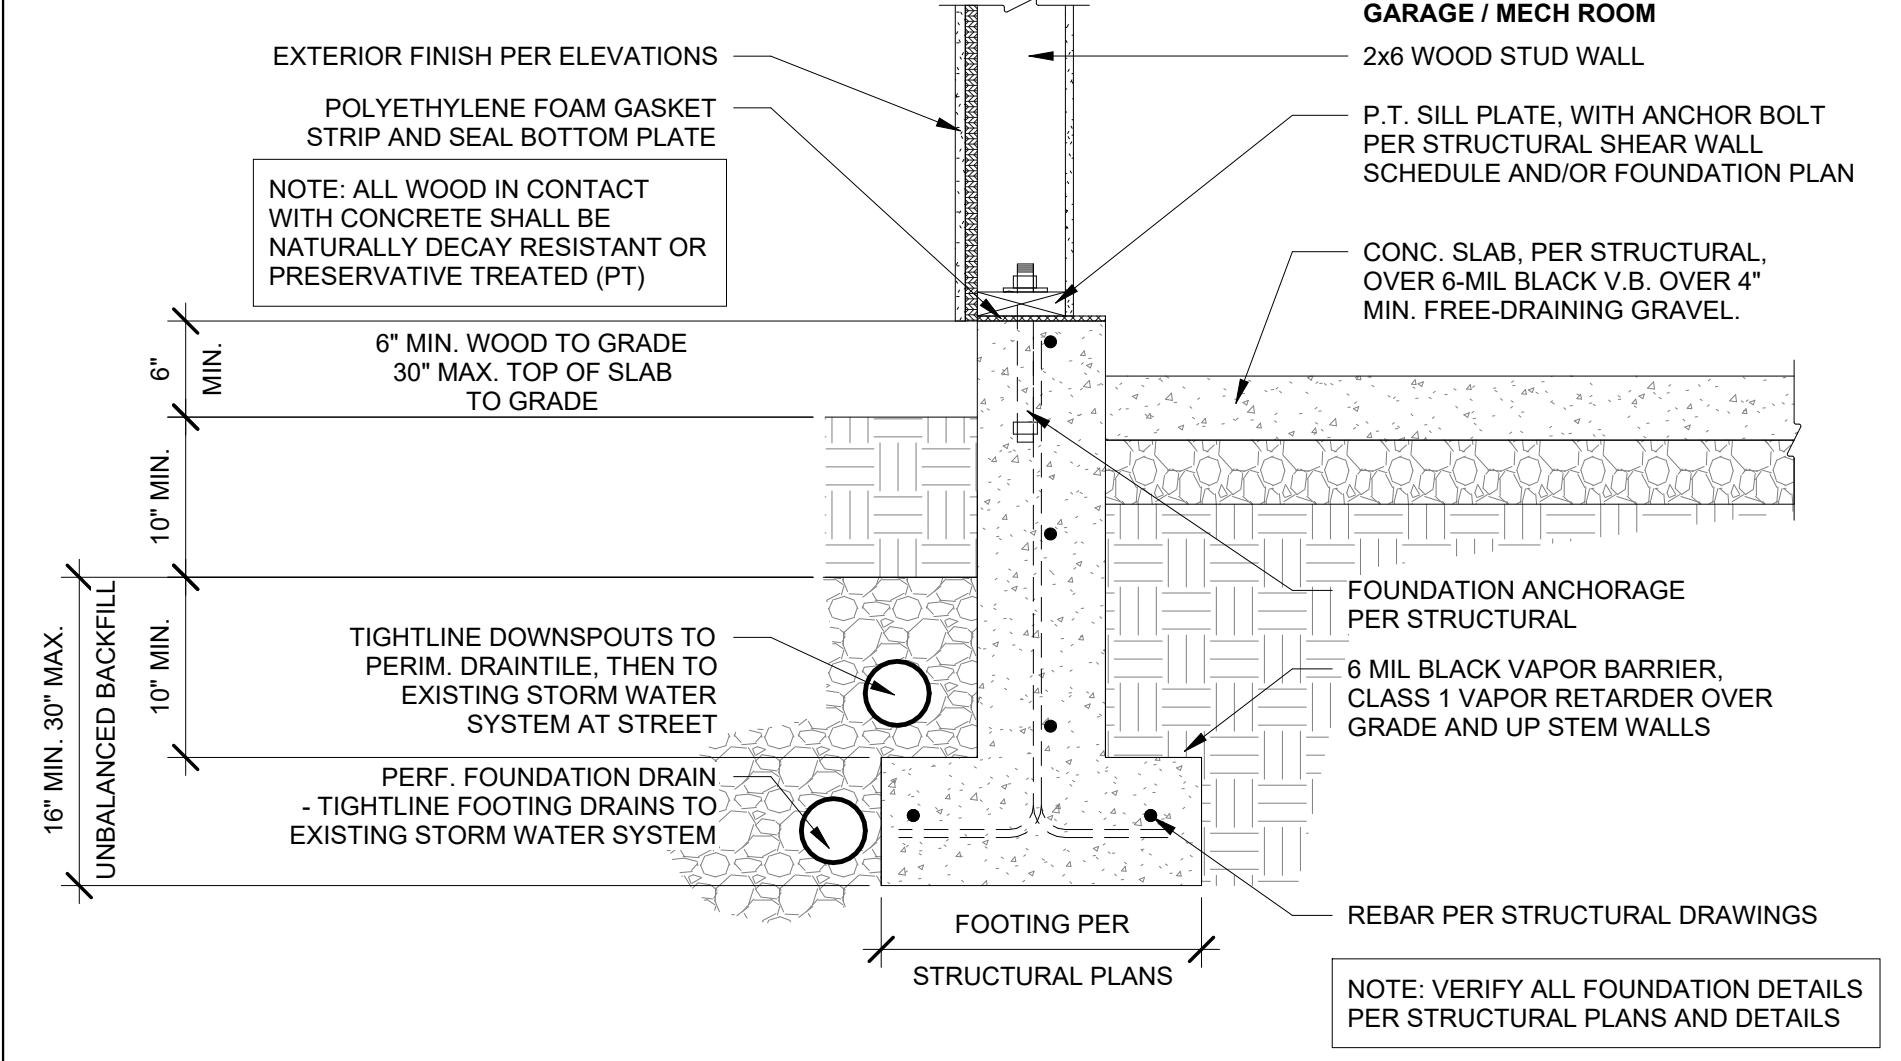 GARAGE / MECH ROOM
EXTERIOR FINISH PER ELEVATIONS
2x6 WOOD STUD WALL
POLYETHYLENE FOAM GASKET
STRIP AND SEAL BOTTOM PLATE
P.T. SILL PLATE, WITH ANCHOR BOLT
PER STRUCTURAL SHEAR WALL
SCHEDULE AND/OR FOUNDATION PLAN
NOTE: ALL WOOD IN CONTACT
WITH CONCRETE SHALL BE
NATURALLY DECAY RESISTANT OR
PRESERVATIVE TREATED (PT)
CONC. SLAB, PER STRUCTURAL,
OVER 6-MIL BLACK V.B. OVER 4"
MIN. FREE-DRAINING GRAVEL.
6"
MIN.
6" MIN. WOOD TO GRADE
30" MAX. TOP OF SLAB
TO GRADE
10" MIN.
16" MIN. 30" MAX.
UNBALANCED BACKFILL
10" MIN.
TIGHTLINE DOWNSPOUTS TO
PERIM. DRAINTILE, THEN TO
EXISTING STORM WATER
SYSTEM AT STREET
FOUNDATION ANCHORAGE
PER STRUCTURAL
6 MIL BLACK VAPOR BARRIER,
CLASS 1 VAPOR RETARDER OVER
GRADE AND UP STEM WALLS
PERF. FOUNDATION DRAIN
- TIGHTLINE FOOTING DRAINS TO
EXISTING STORM WATER SYSTEM
FOOTING PER
STRUCTURAL PLANS
REBAR PER STRUCTURAL DRAWINGS
NOTE: VERIFY ALL FOUNDATION DETAILS
PER STRUCTURAL PLANS AND DETAILS